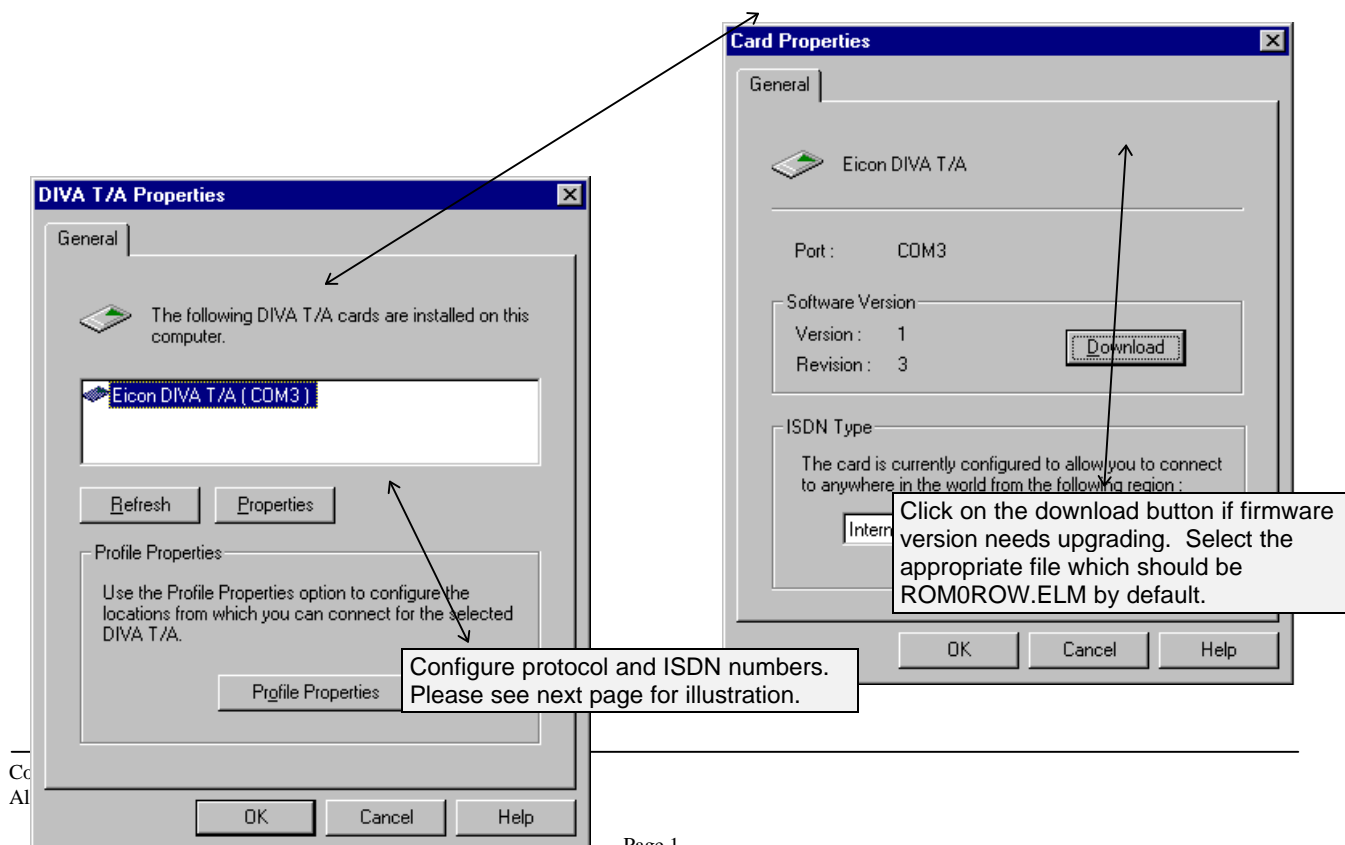 DIVA T/A Properties
General
The following DIVA T/A cards are installed on this
computer.
Eicon DIVA T/A ( COM3 )
Refresh
Properties
Profile Properties
Use the Profile Properties option to configure the
locations from which you can connect for the selected
DIVA T/A.
Profile Properties
Configure protocol and ISDN numbers.
Please see next page for illustration.
OK
Cancel
Help
Card Properties
General
Eicon DIVA T/A
Port :
COM3
Software Version
Version :
1
Revision :
3
Download
ISDN Type
The card is currently configured to allow you to connect
to anywhere in the world from the following region :
Click on the download button if firmware
version needs upgrading.  Select the
appropriate file which should be
ROM0ROW.ELM by default.
OK
Cancel
Help
Page 1